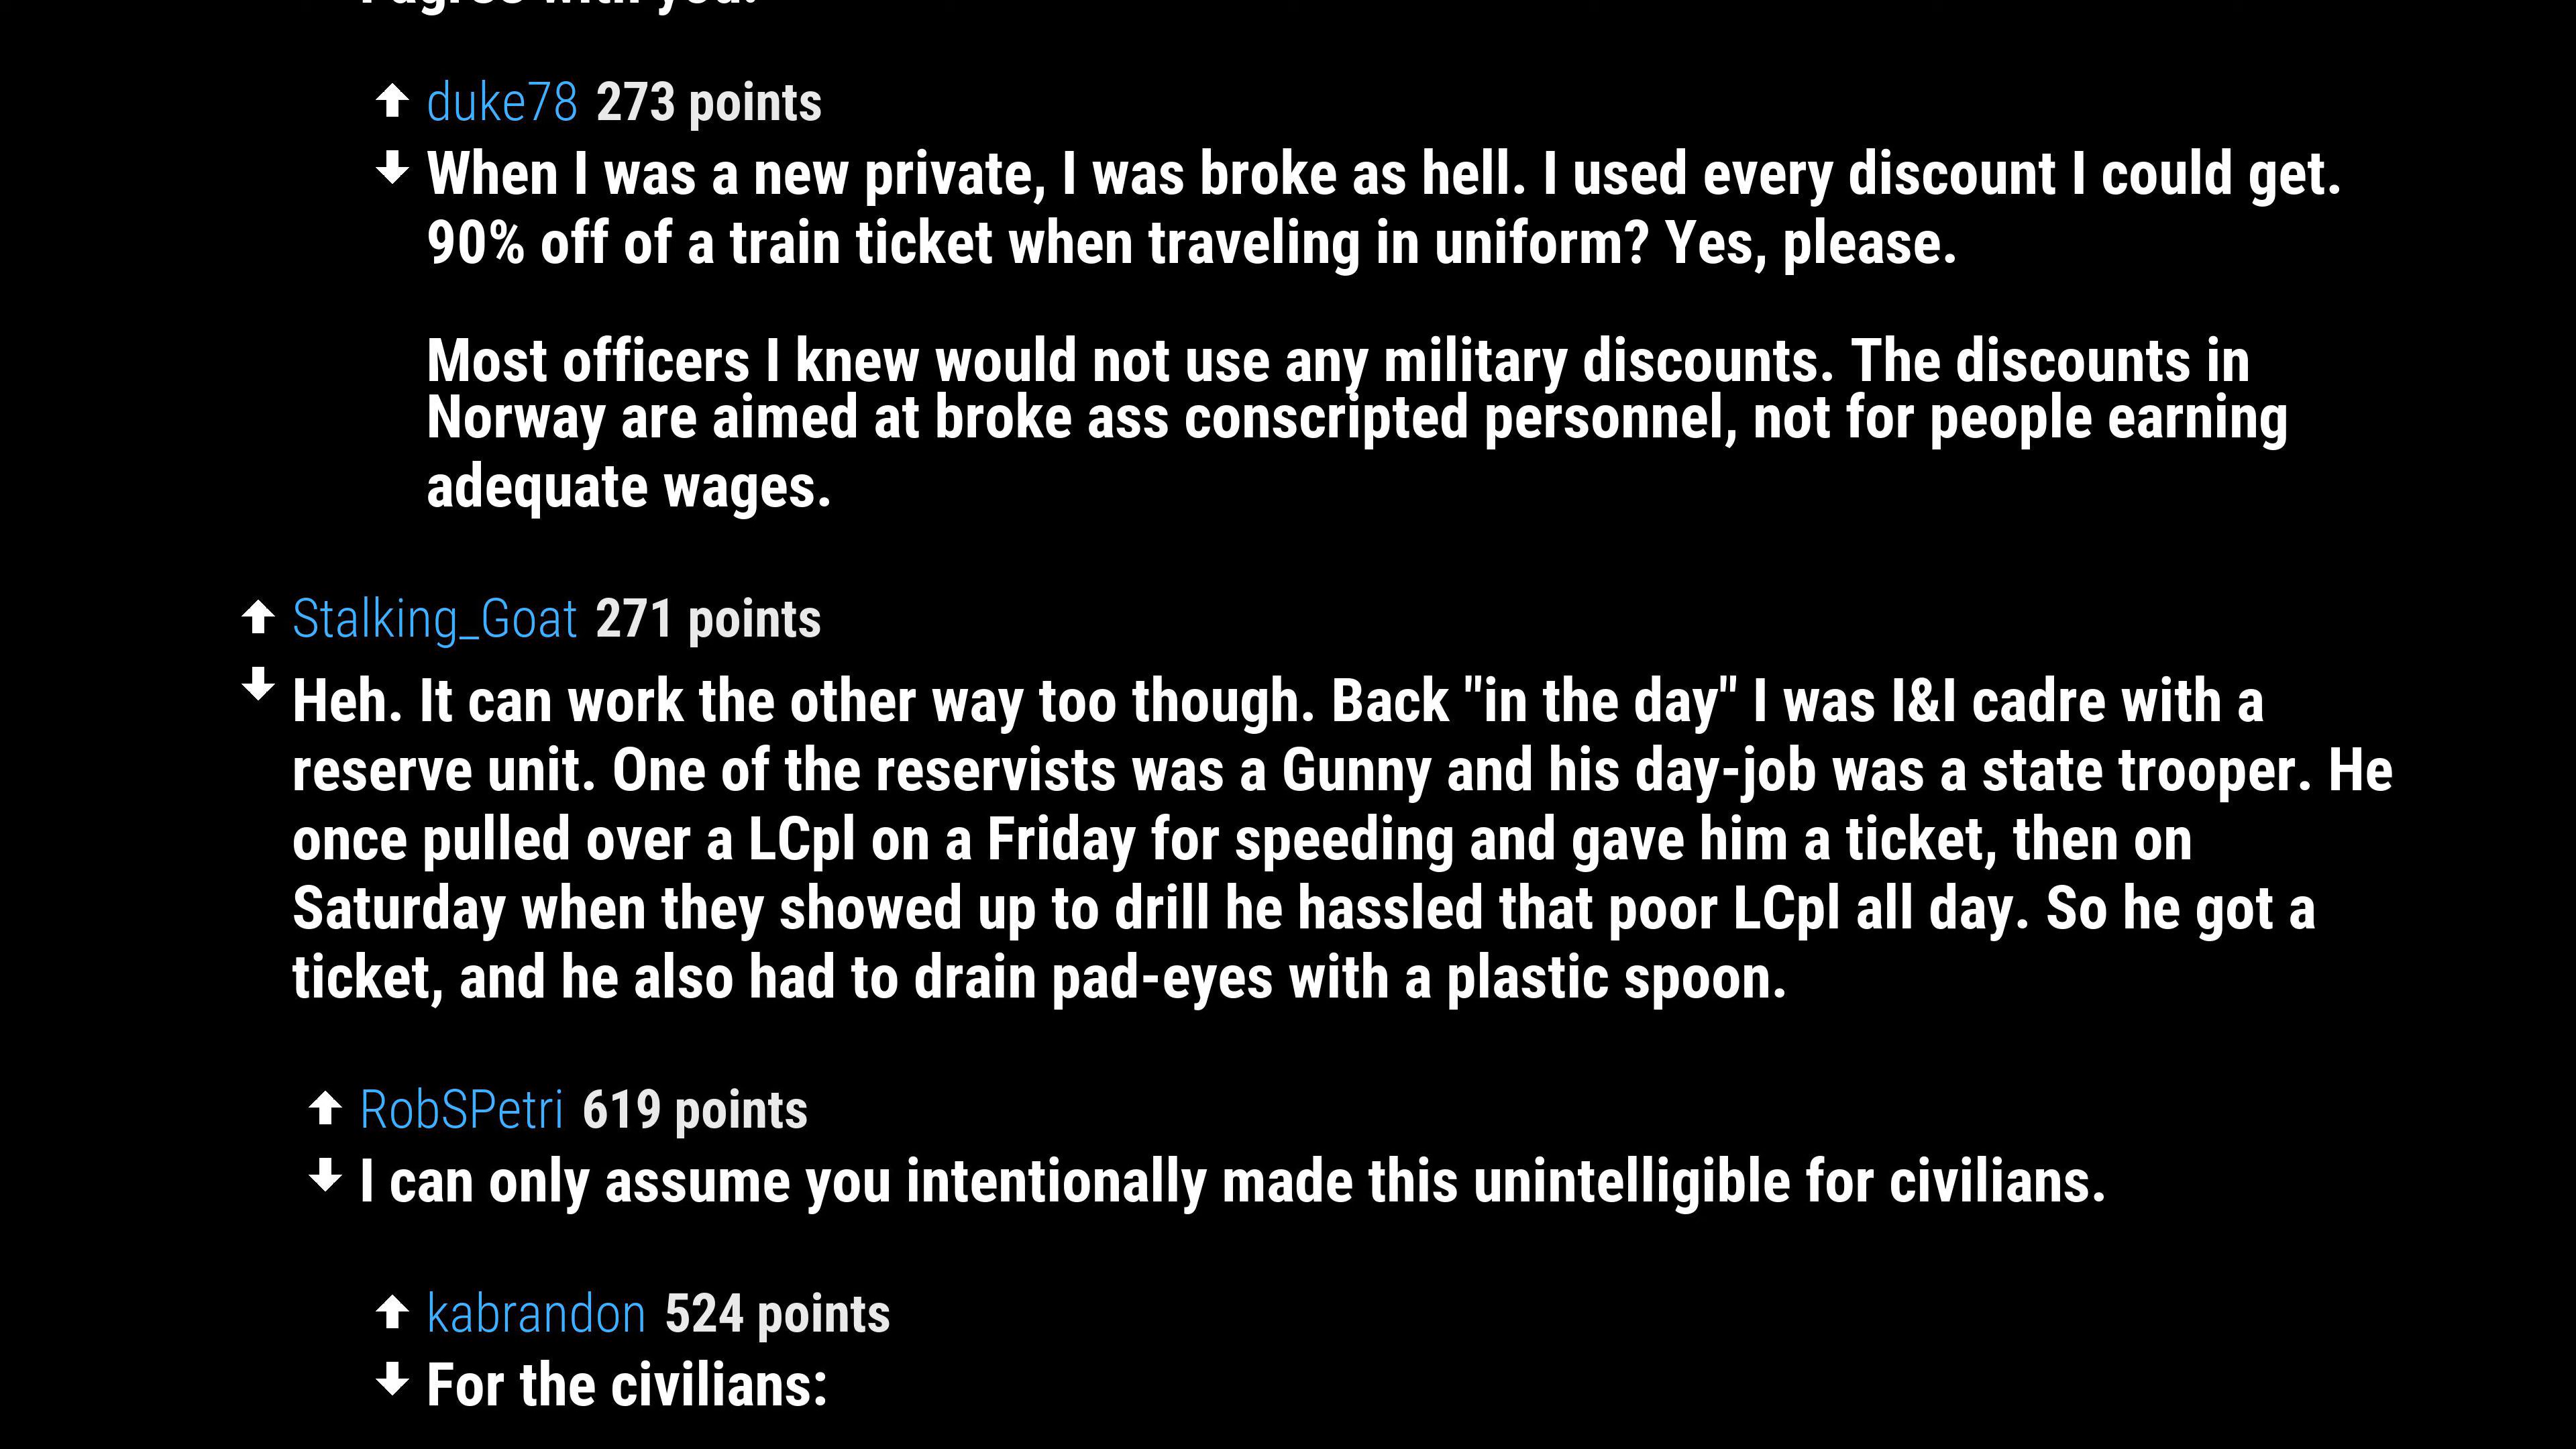 I agree with you.
duke78 273 points
When I was a new private, I was broke as hell. I used every discount I could get.
90% off of a train ticket when traveling in uniform? Yes, please.
Most officers I knew would not use any military discounts. The discounts in
Norway are aimed at broke ass conscripted personnel, not for people earning
adequate wages.
Stalking_Goat 271 points
Heh. It can work the other way too though. Back "in the day" I was I&I cadre with a
reserve unit. One of the reservists was a Gunny and his day-job was a state trooper. He
once pulled over a LCpl on a Friday for speeding and gave him a ticket, then on
Saturday when they showed up to drill he hassled that poor LCpl all day. So he got a
ticket, and he also had to drain pad-eyes with a plastic spoon.
RobSPetri 619 points
I can only assume you intentionally made this unintelligible for civilians.
kabrandon 524 points
For the civilians: